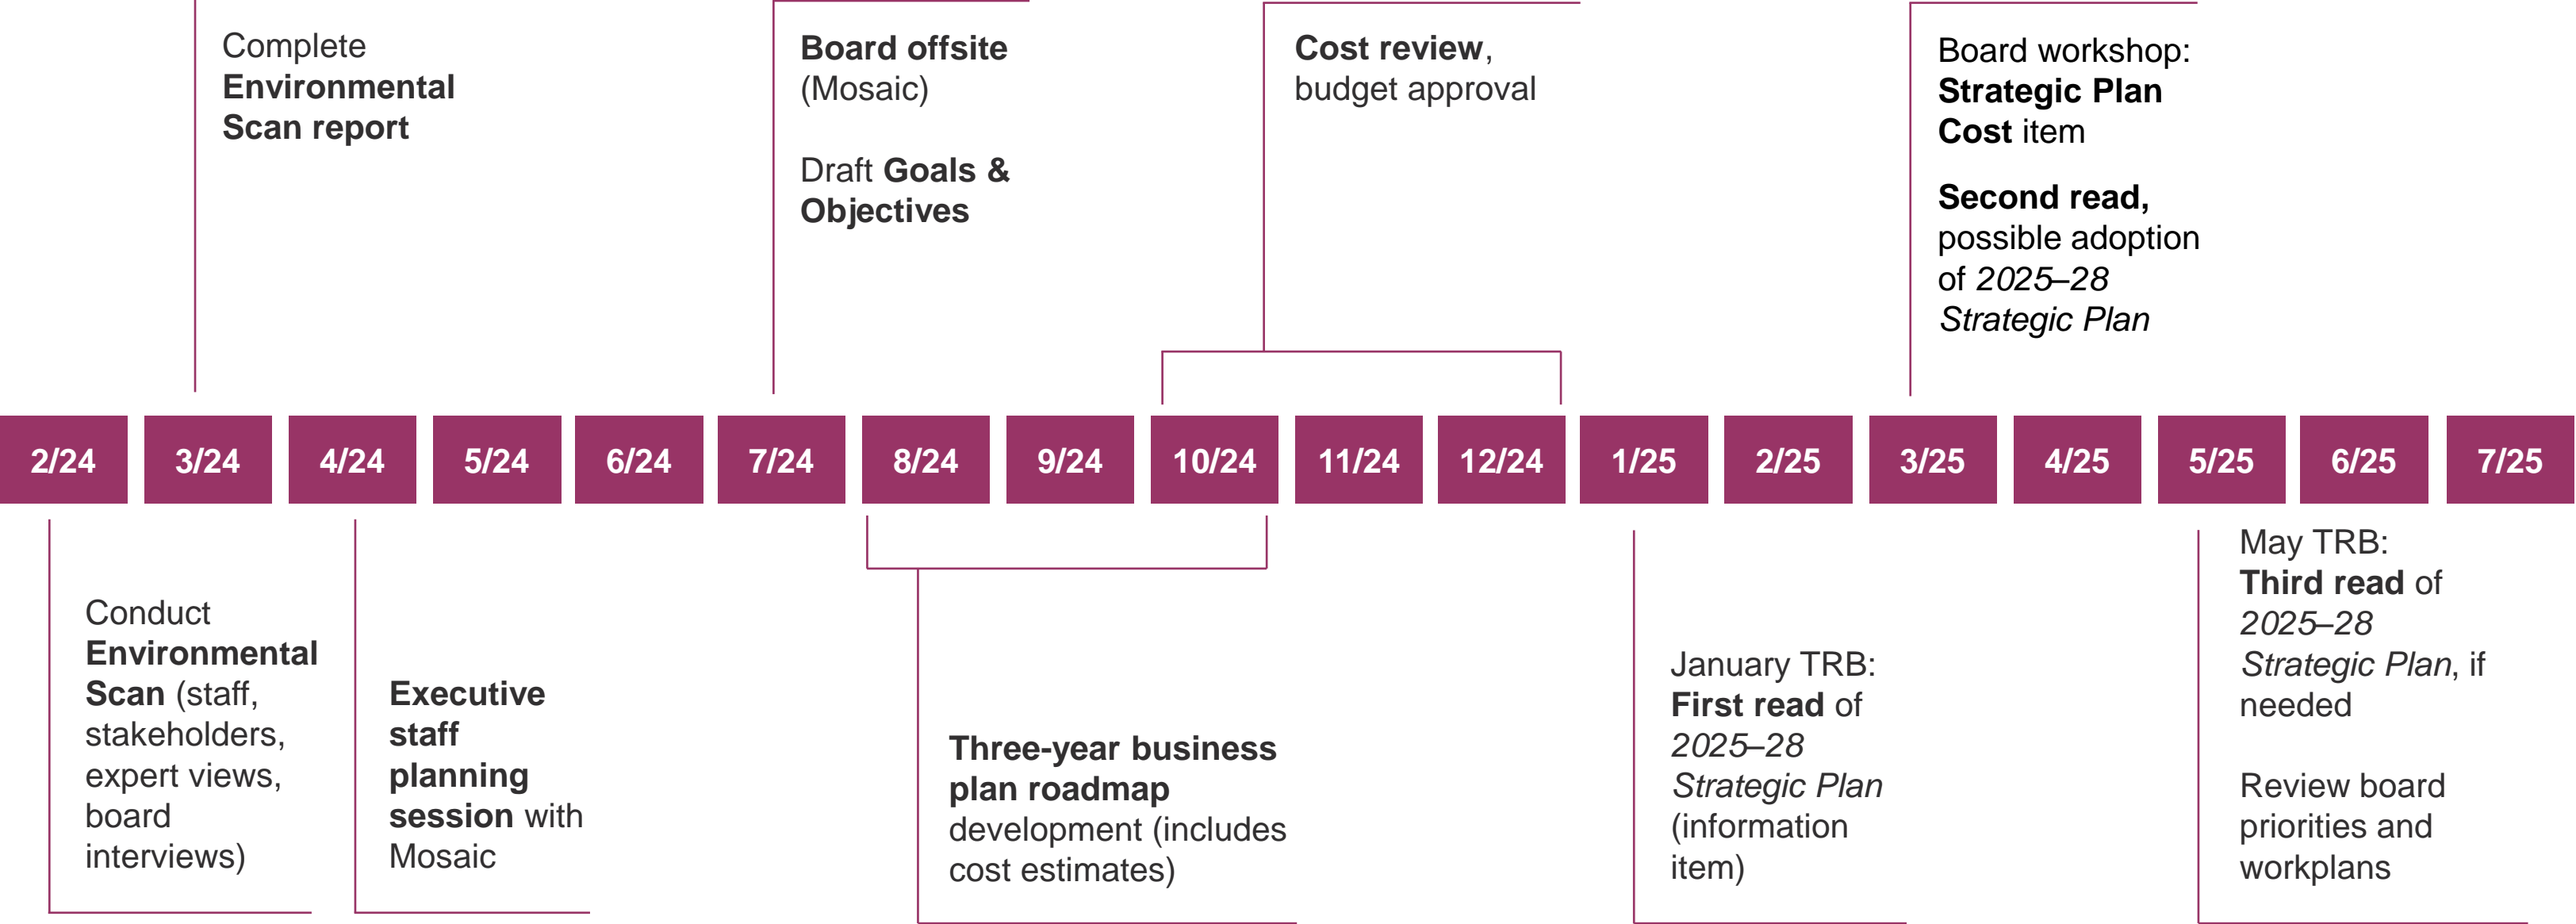 Complete
Environmental
Scan report
Board offsite
(Mosaic)
Draft Goals &
Objectives
Cost review,
budget approval
Board workshop:
Strategic Plan
Cost item
Second read,
possible adoption
of 2025–28
Strategic Plan
2/24
3/24
4/24
5/24
6/24
7/24
8/24
9/24
10/24
11/24
12/24
1/25
2/25
3/25
4/25
5/25
6/25
7/25
Conduct
Environmental
Scan (staff,
stakeholders,
expert views,
board
interviews)
Executive
staff
planning
session with
Mosaic
Three-year business
plan roadmap
development (includes
cost estimates)
January TRB:
First read of
2025–28
Strategic Plan
(information
item)
May TRB:
Third read of
2025–28
Strategic Plan, if
needed
Review board
priorities and
workplans